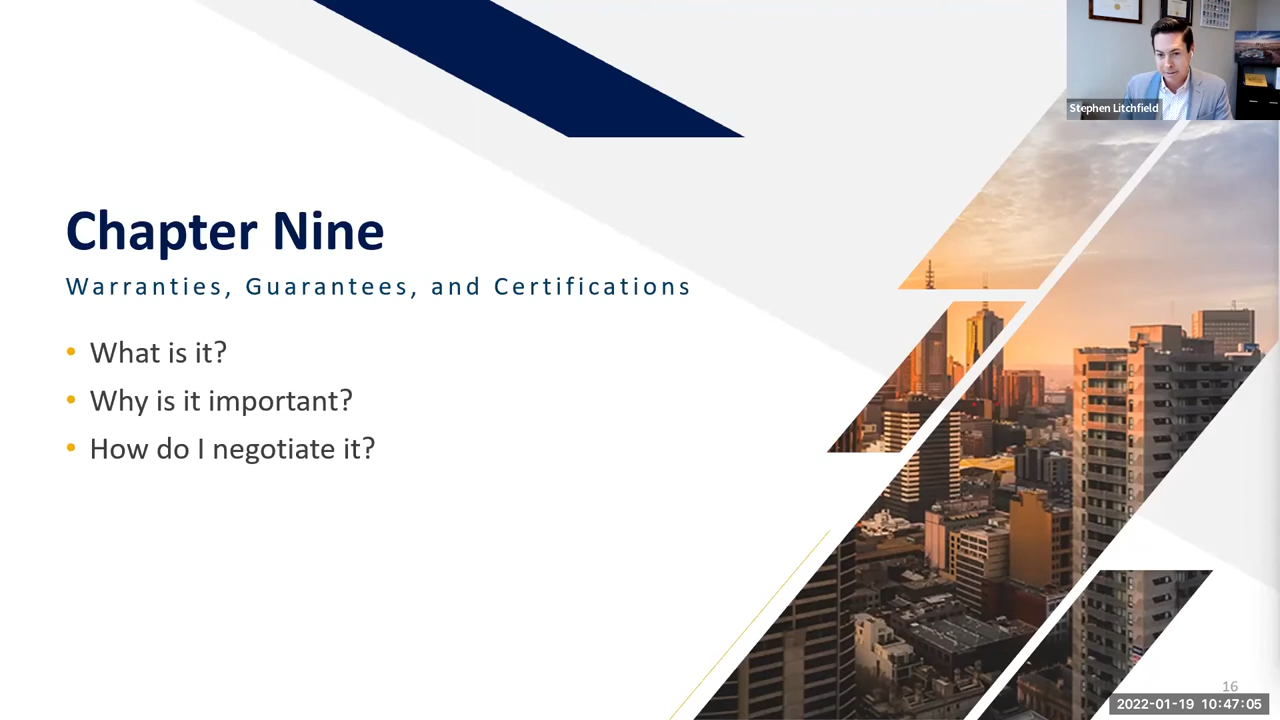 Stephen Litchfield
Chapter Nine
Warranties, Guarantees, and Certifications
• What is it?
• Why is it important?
• How do I negotiate it?
16
2022-01-19 10:47:05